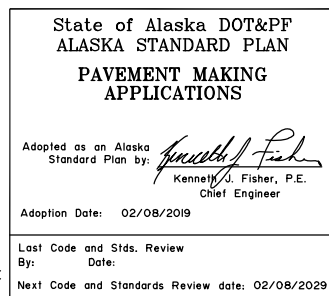 State of Alaska DOT&PF
ALASKA STANDARD PLAN
PAVEMENT MAKING
APPLICATIONS
Adopted as an Alaska
Standard Plan by:
Kenneth J. Fisher
Kenneth J. Fisher, P.E.
Chief Engineer
Adoption Date: 02/08/2019
Last Code and Stds. Review
By: Date:
Next Code and Standards Review date: 02/08/2029